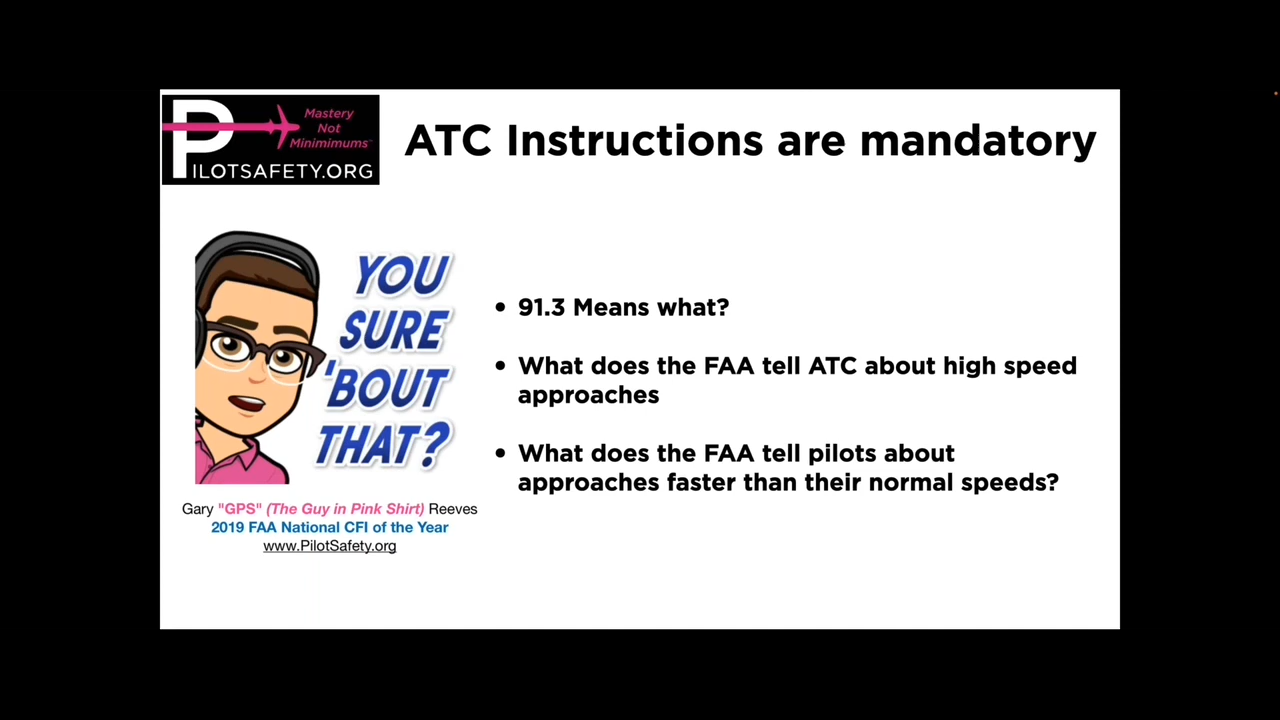 Mastery
Not
Minimimums™
PILOTSAFETY.ORG
ATC Instructions are mandatory
YOU
SURE
'BOUT
THAT?
• 91.3 Means what?
• What does the FAA tell ATC about high speed
approaches
• What does the FAA tell pilots about
approaches faster than their normal speeds?
Gary "GPS" (The Guy in Pink Shirt) Reeves
2019 FAA National CFI of the Year
www.PilotSafety.org